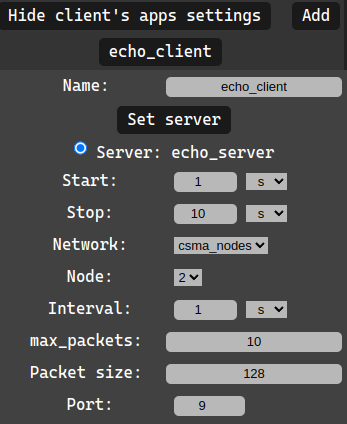 Hide client's apps settings Add
echo_client
Name: echo_client
Set server
Server: echo_server
Start: 1 s
Stop: 10 s
Network: csma_nodes
Node: 2
Interval: 1 s
max_packets: 10
Packet size: 128
Port: 9